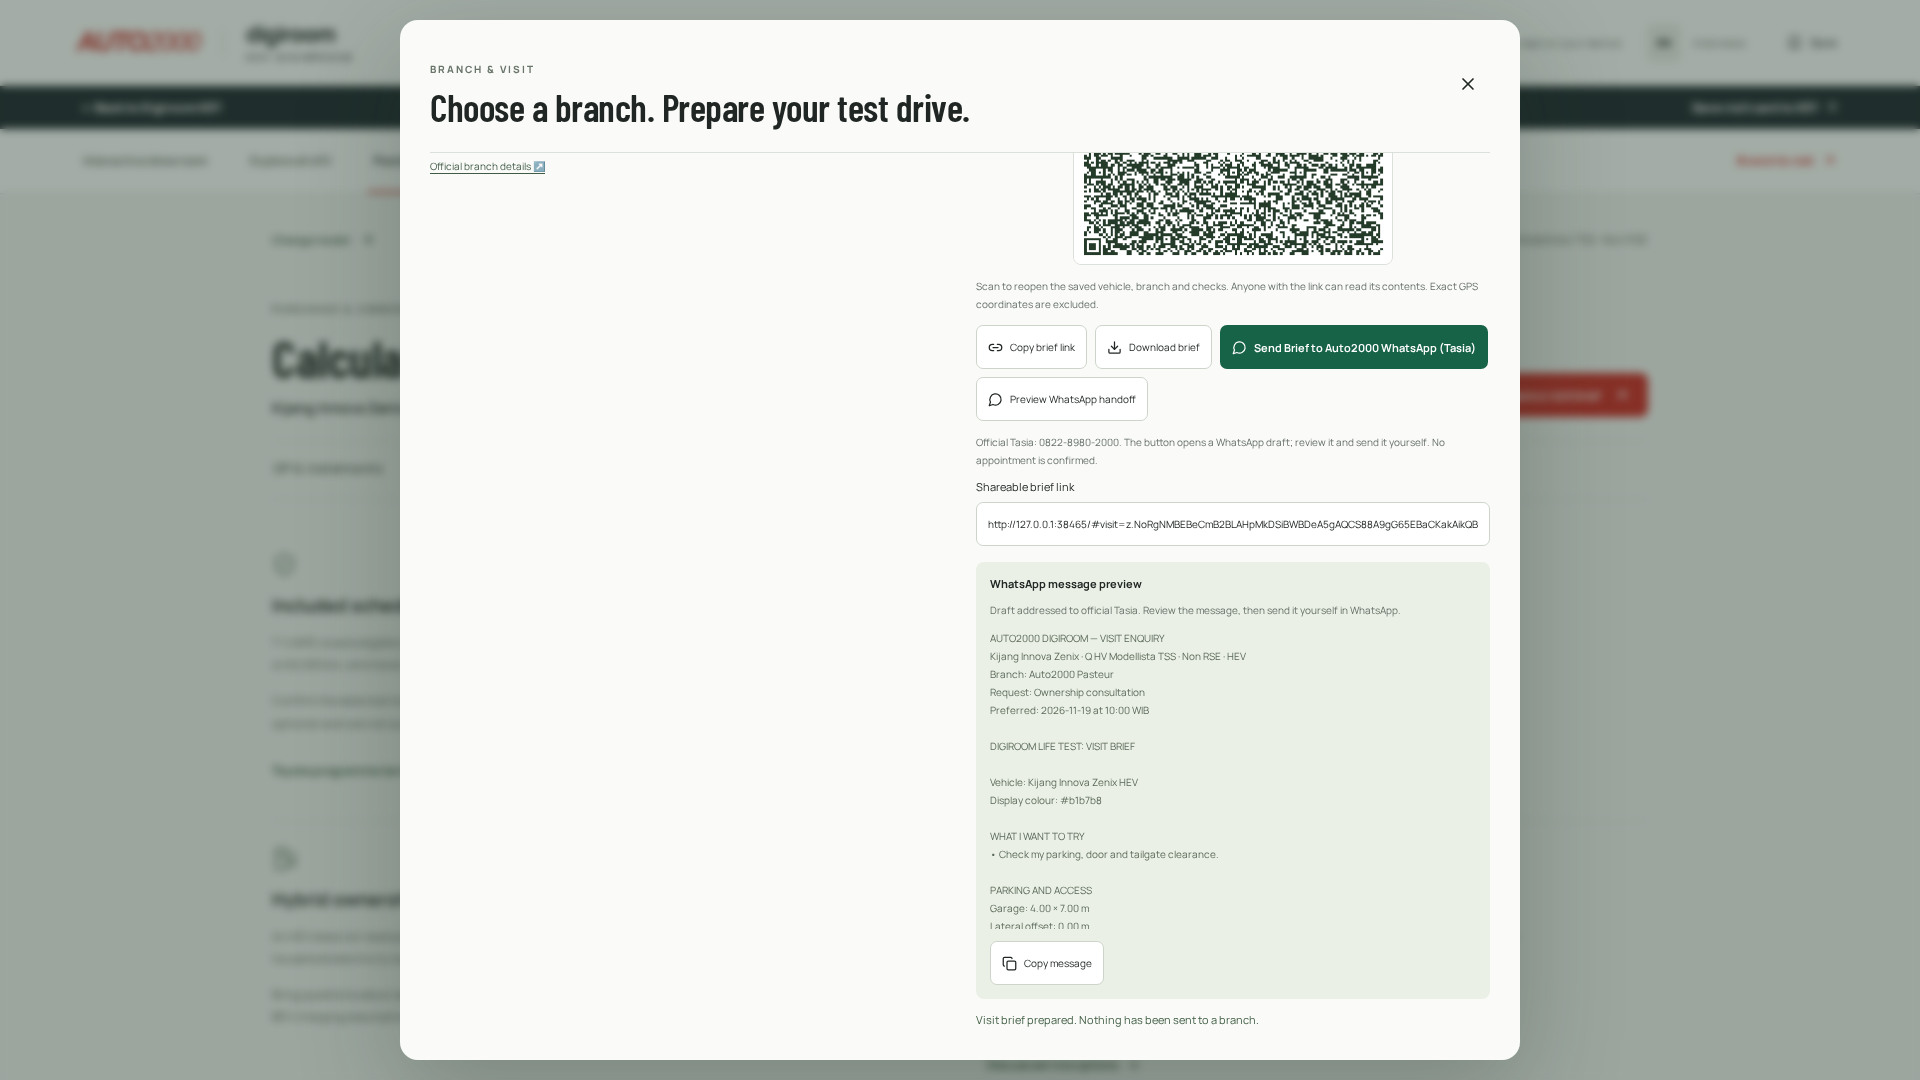 AUTO2000
digiroom
BRANCH & VISIT
Choose a branch. Prepare your test drive.
Official branch details ↗
Scan to reopen the saved vehicle, branch and checks. Anyone with the link can read its contents. Exact GPS
coordinates are excluded.
Copy brief link
Download brief
Send Brief to Auto2000 WhatsApp (Tasia)
Preview WhatsApp handoff
Official Tasia: 0822-8980-2000. The button opens a WhatsApp draft; review it and send it yourself. No
appointment is confirmed.
Shareable brief link
http://127.0.0.1:38465/#visit=z.NoRgNMBEBeCmB2BLAHpMkDSiBWBDeA5gAQCS88A9gG65EBaCKakAikQB
WhatsApp message preview
Draft addressed to official Tasia. Review the message, then send it yourself in WhatsApp.
AUTO2000 DIGIROOM — VISIT ENQUIRY
Kijang Innova Zenix · Q HV Modellista TSS · Non RSE · HEV
Branch: Auto2000 Pasteur
Request: Ownership consultation
Preferred: 2026-11-19 at 10:00 WIB
DIGIROOM LIFE TEST: VISIT BRIEF
Vehicle: Kijang Innova Zenix HEV
Display colour: #b1b7b8
WHAT I WANT TO TRY
• Check my parking, door and tailgate clearance.
PARKING AND ACCESS
Garage: 4.00 × 7.00 m
Lateral offset: 0.00 m
Copy message
Visit brief prepared. Nothing has been sent to a branch.
Calcula